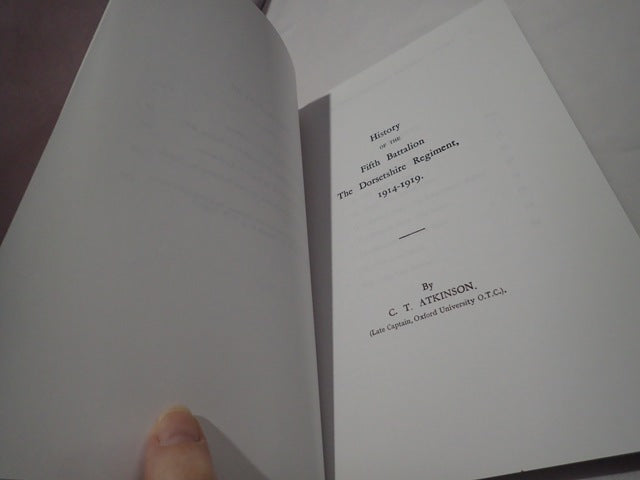 History
OF THE
Fifth Battalion
The Dorsetshire Regiment,
1914-1919.
By
C. T. ATKINSON.
(Late Captain, Oxford University O.T.C.),